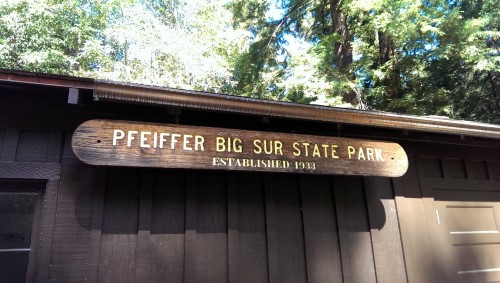 PFEIFFER BIG SUR STATE PARK
ESTABLISHED 1933